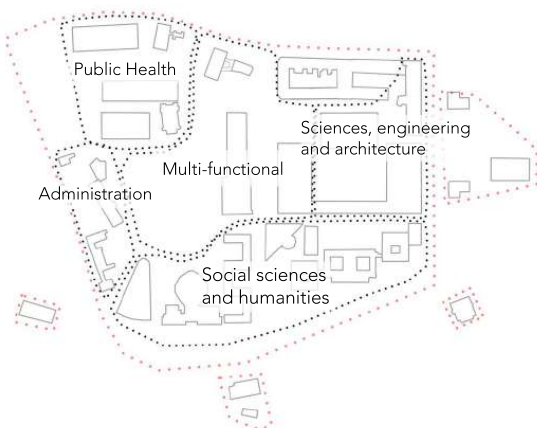 Public Health
Sciences, engineering
and architecture
Multi-functional
Administration
Social sciences
and humanities